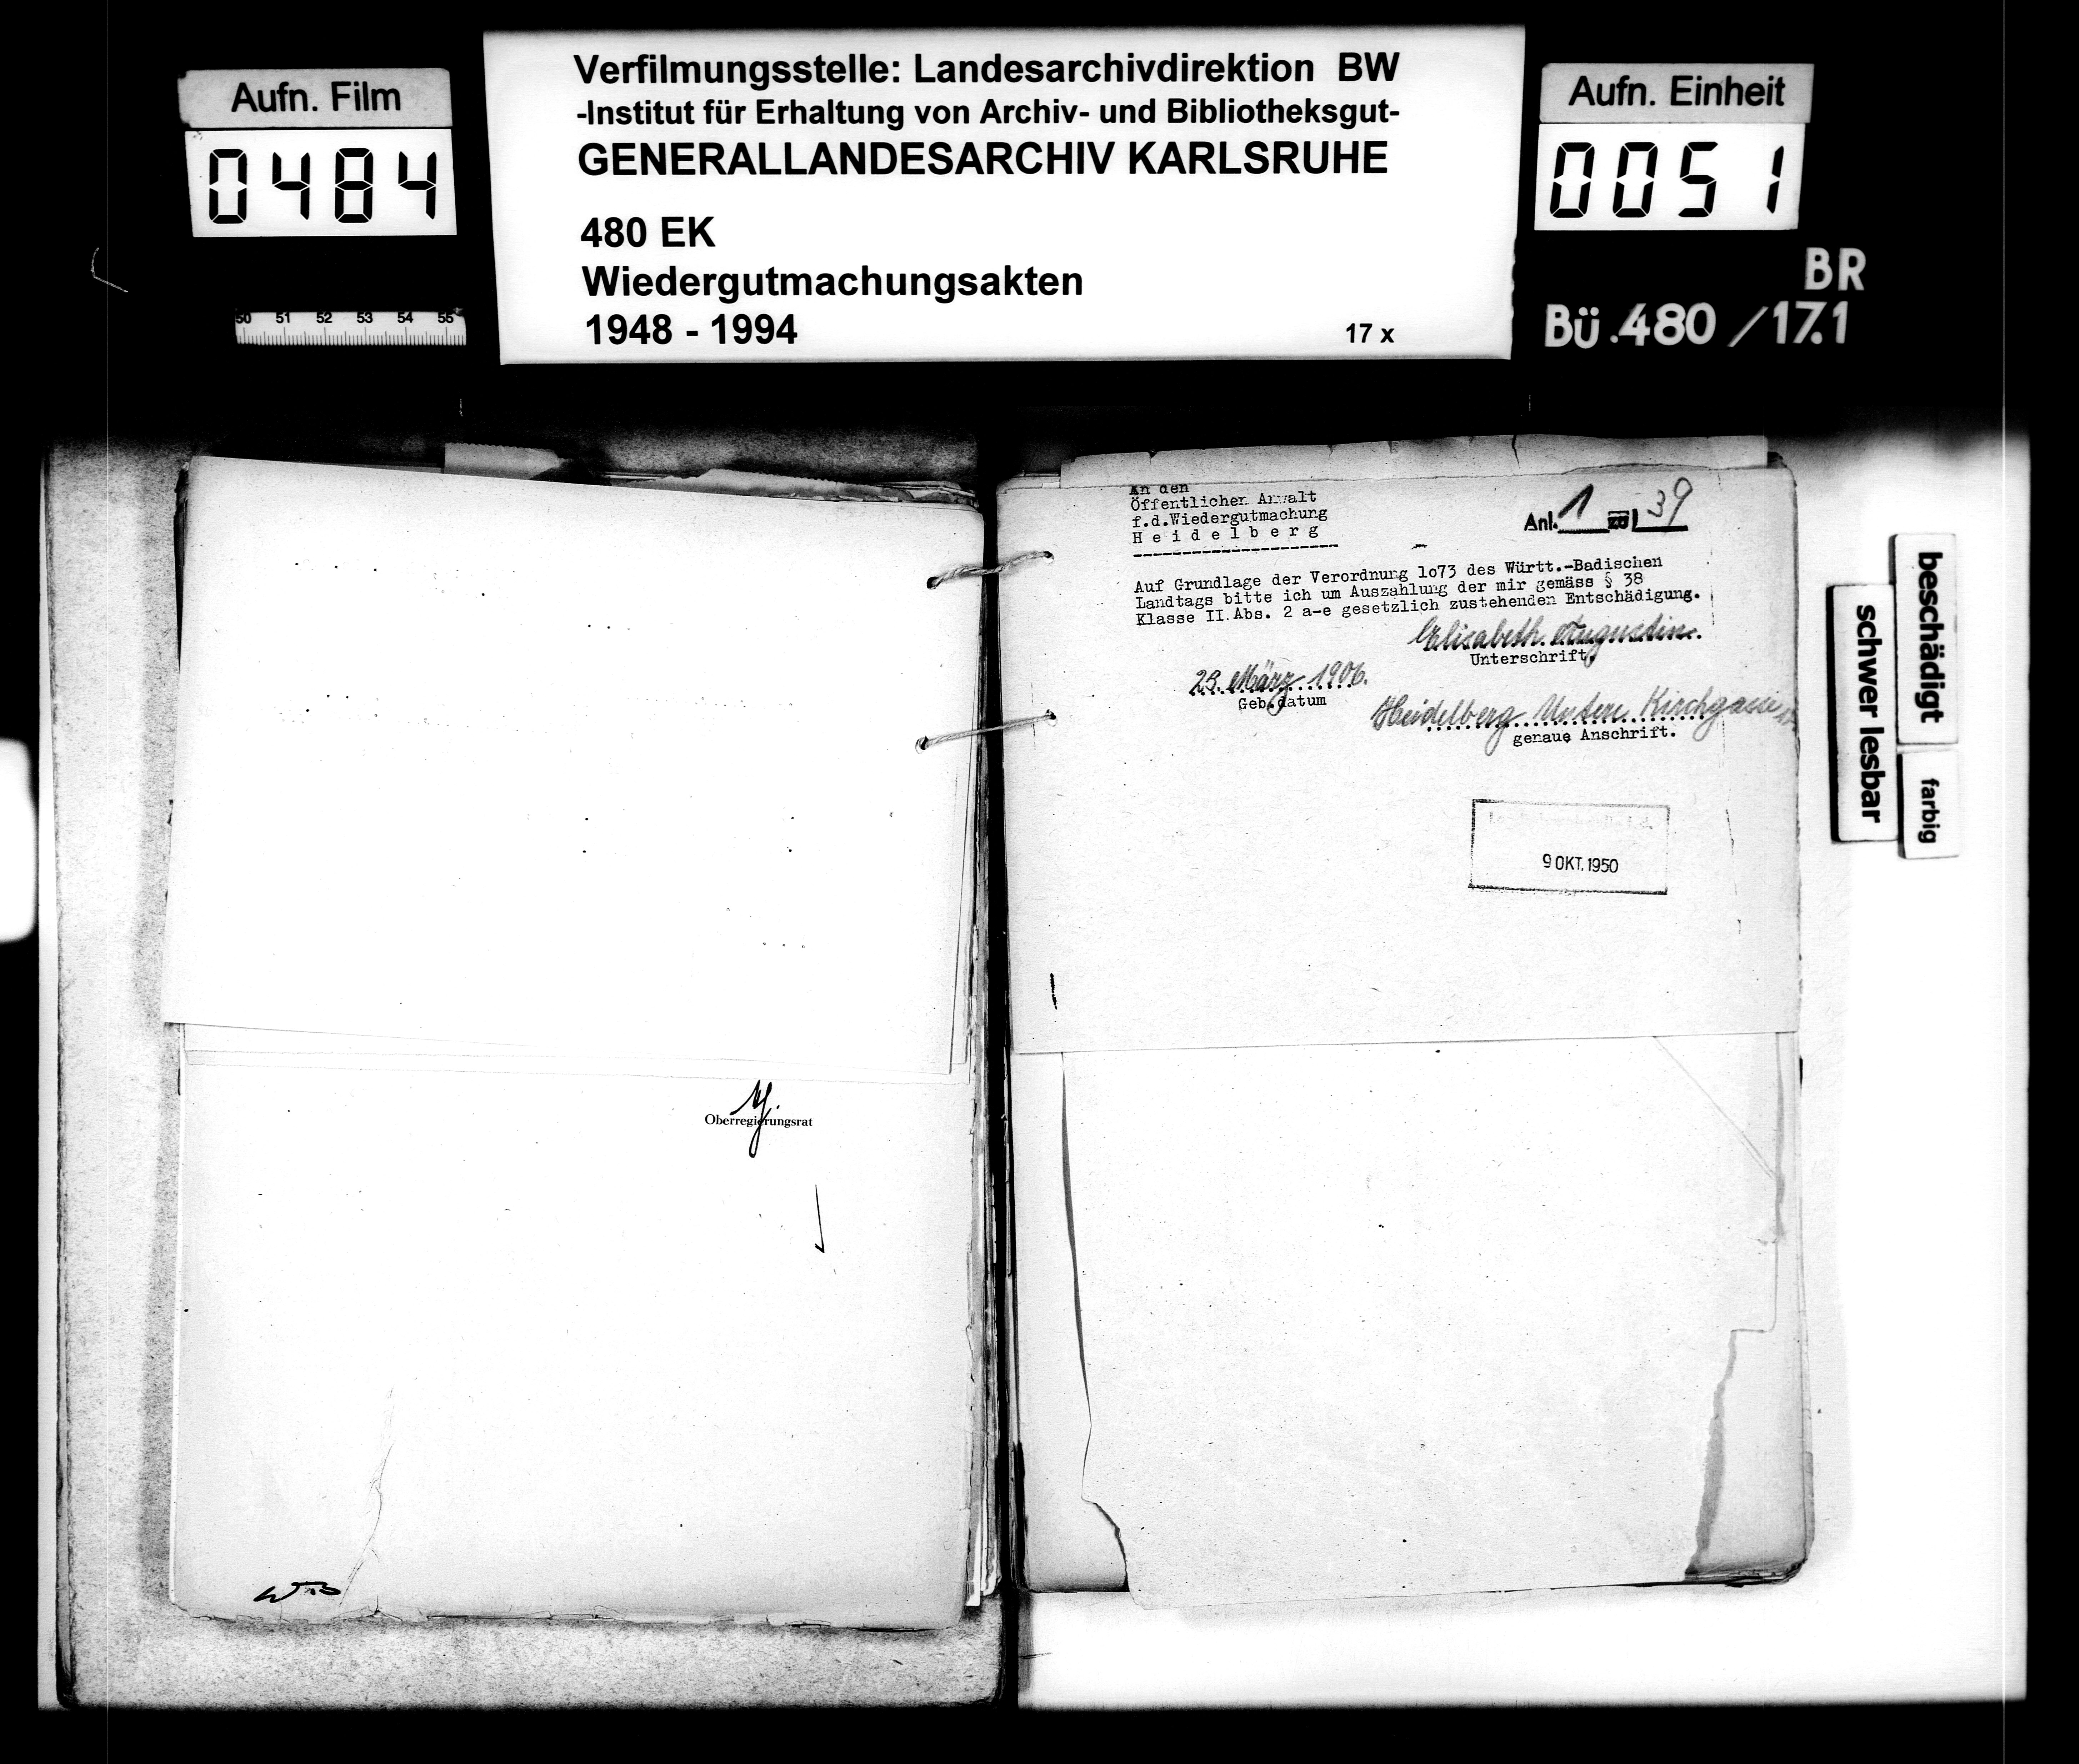 Aufn. Film
0484
Verfilmungsstelle: Landesarchivdirektion BW
-Institut für Erhaltung von Archiv- und Bibliotheksgut-
GENERALLANDESARCHIV KARLSRUHE
480 EK
Wiedergutmachungsakten
1948 - 1994
17 x
Aufn. Einheit
0051
BR
Bü.480/17.1
50 51 52 53 54 55
beschädigt
schwer lesbar
farbig
Oberregierungsrat
An den
Öffentlichen Anwalt
f.d.Wiedergutmachung
H e i d e l b e r g
Anl. 1 zu 39
Auf Grundlage der Verordnung 1o73 des Württ.-Badischen
Landtags bitte ich um Auszahlung der mir gemäss § 38
Klasse II.Abs. 2 a-e gesetzlich zustehenden Entschädigung.
Elisabeth Augustin.
Unterschrift.
März 1906.
Geb.datum
Heidelberg Untere Kirchgasse
genaue Anschrift.
9 OKT. 1950